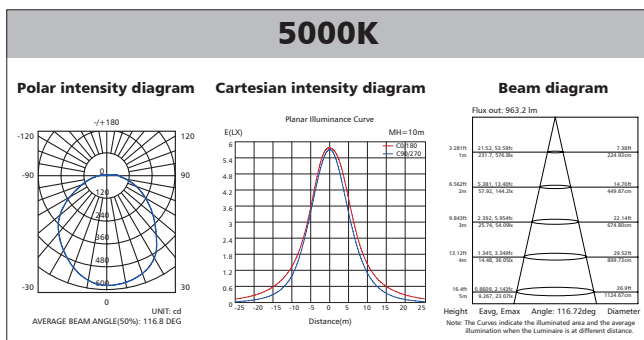 5000K
Polar intensity diagram
-/+180
-120
120
-90
90
0
120
240
360
480
600
-30
30
0
UNIT: cd
AVERAGE BEAM ANGLE(50%): 116.8 DEG
Cartesian intensity diagram
Planar Illuminance Curve
E(LX)
MH=10m
C0/180
C90/270
6
5.4
4.8
4.2
3.6
3
2.4
1.8
1.2
0.6
0
-25 -20 -15 -10 -5 0 5 10 15 20 25
Distance(m)
Beam diagram
Flux out: 963.2 lm
3.281ft 21.52, 53.59fc 7.38ft
1m 231.7, 576.8lx 224.93cm
6.562ft 5.381, 13.40fc 14.76ft
2m 57.92, 144.2lx 449.87cm
9.843ft 2.392, 5.954fc 22.14ft
3m 25.74, 54.09lx 674.80cm
13.12ft 1.345, 3.349fc 29.52ft
4m 14.48, 36.05lx 899.73cm
16.4ft 0.8609, 2.143fc 36.9ft
5m 9.267, 23.07lx 1124.67cm
Height Eavg, Emax Angle: 116.72deg Diameter
Note: The Curves indicate the illuminated area and the average
illumination when the Luminaire is at different distance.